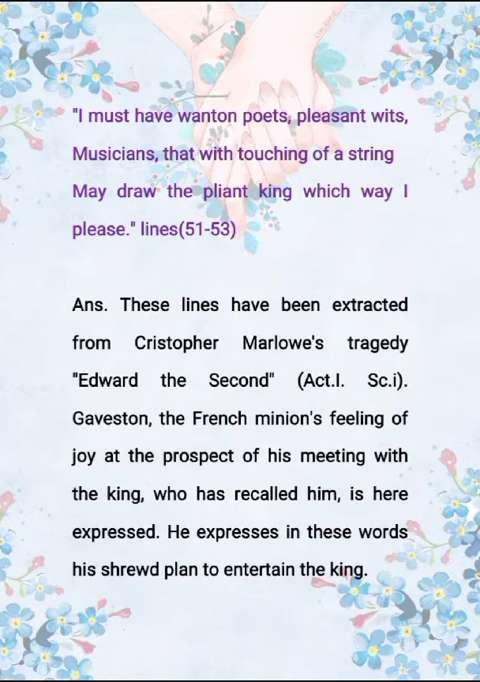 "I must have wanton poets, pleasant wits,
Musicians, that with touching of a string
May draw the pliant king which way I
please." lines(51-53)
Ans. These lines have been extracted
from Cristopher Marlowe's tragedy
"Edward the Second" (Act.I. Sc.i).
Gaveston, the French minion's feeling of
joy at the prospect of his meeting with
the king, who has recalled him, is here
expressed. He expresses in these words
his shrewd plan to entertain the king.